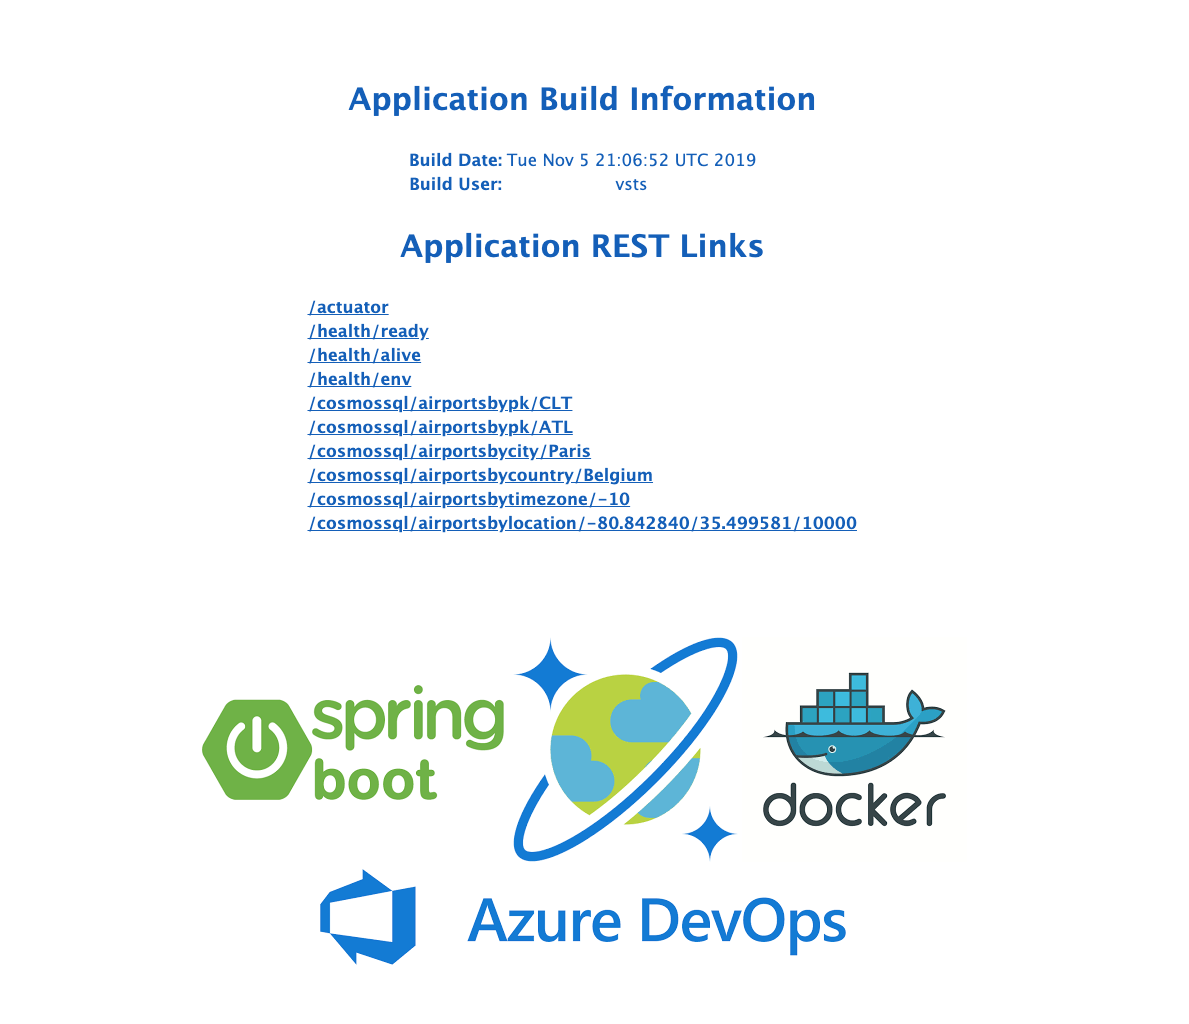 Application Build Information
Build Date: Tue Nov 5 21:06:52 UTC 2019
Build User: vsts
Application REST Links
/actuator
/health/ready
/health/alive
/health/env
/cosmossql/airportsbypk/CLT
/cosmossql/airportsbypk/ATL
/cosmossql/airportsbycity/Paris
/cosmossql/airportsbycountry/Belgium
/cosmossql/airportsbytimezone/-10
/cosmossql/airportsbylocation/-80.842840/35.499581/10000
spring
boot
docker
Azure DevOps